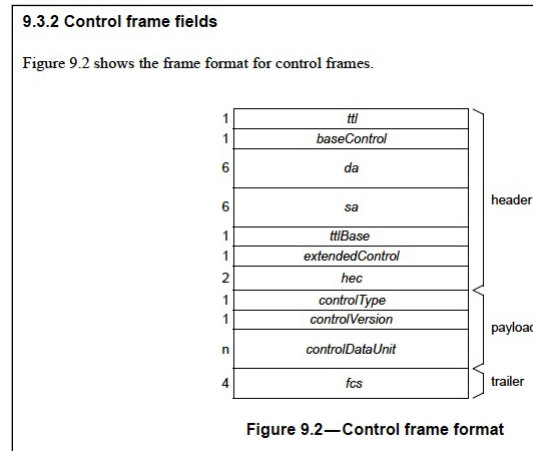 9.3.2 Control frame fields
Figure 9.2 shows the frame format for control frames.
1 ttl
1 baseControl
6 da
6 sa
header
1 ttlBase
1 extendedControl
2 hec
1 controlType
1 controlVersion
payload
n controlDataUnit
4 fcs
trailer
Figure 9.2—Control frame format